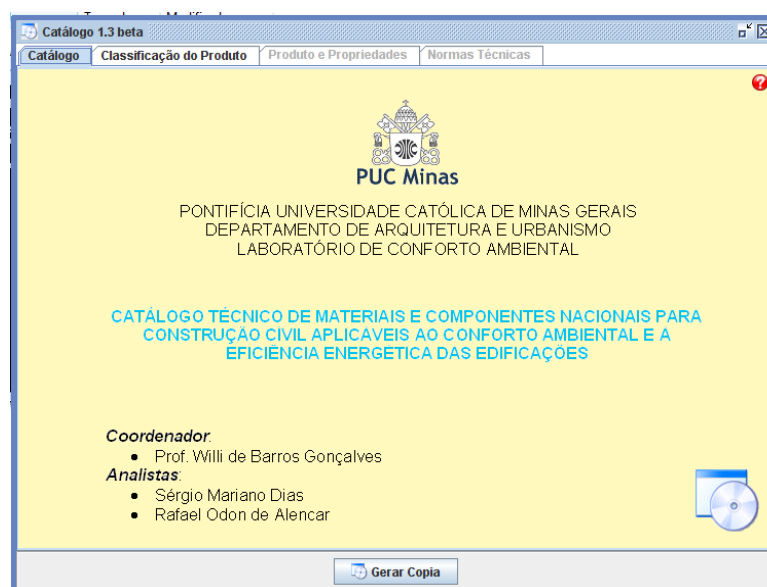 Catálogo 1.3 beta
Catálogo Classificação do Produto Produto e Propriedades Normas Técnicas
PUC Minas
PONTIFÍCIA UNIVERSIDADE CATÓLICA DE MINAS GERAIS
DEPARTAMENTO DE ARQUITETURA E URBANISMO
LABORATÓRIO DE CONFORTO AMBIENTAL
CATÁLOGO TÉCNICO DE MATERIAIS E COMPONENTES NACIONAIS PARA
CONSTRUÇÃO CIVIL APLICAVEIS AO CONFORTO AMBIENTAL E A
EFICIÊNCIA ENERGETICA DAS EDIFICAÇÕES
Coordenador:
• Prof. Willi de Barros Gonçalves
Analistas:
• Sérgio Mariano Dias
• Rafael Odon de Alencar
Gerar Copia